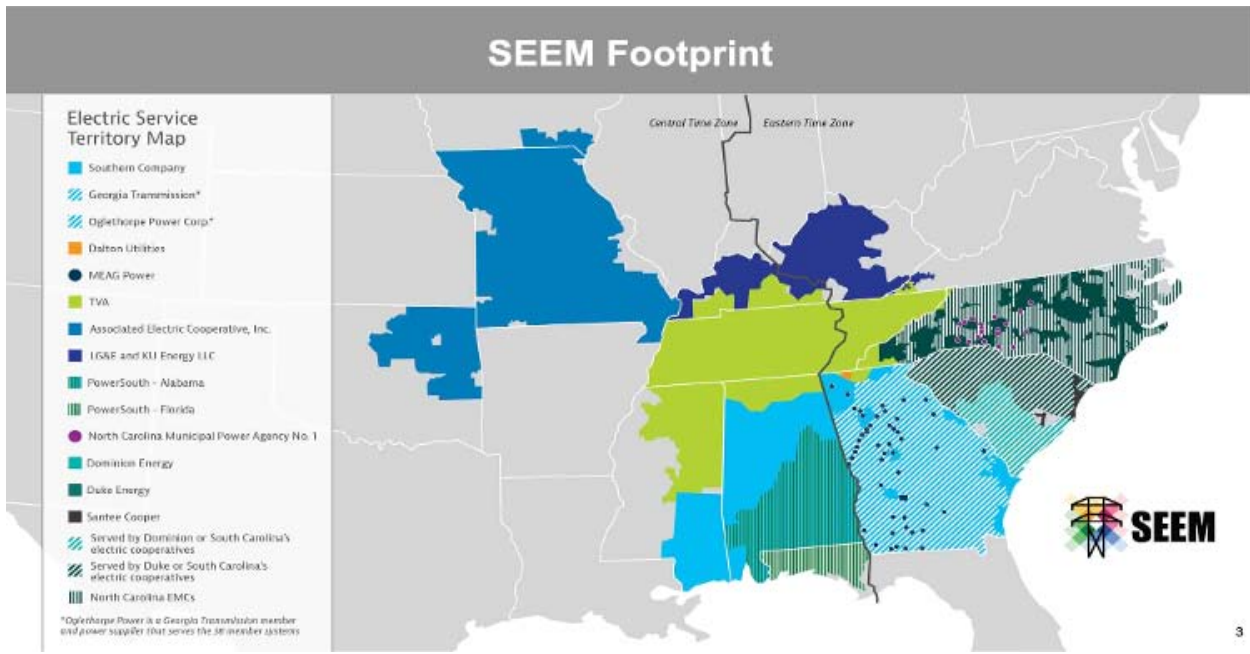 SEEM Footprint
Electric Service
Territory Map
Southern Company
Georgia Transmission*
Oglethorpe Power Corp.*
Dalton Utilities
MEAG Power
TVA
Associated Electric Cooperative, Inc.
LG&E and KU Energy LLC
PowerSouth - Alabama
PowerSouth - Florida
North Carolina Municipal Power Agency No. 1
Dominion Energy
Duke Energy
Santee Cooper
Served by Dominion or South Carolina's
electric cooperatives
Served by Duke or South Carolina's
electric cooperatives
North Carolina EMCs
*Oglethorpe Power is a Georgia Transmission member
and power supplier that serves the 38 member systems
Central Time Zone
Eastern Time Zone
SEEM
3